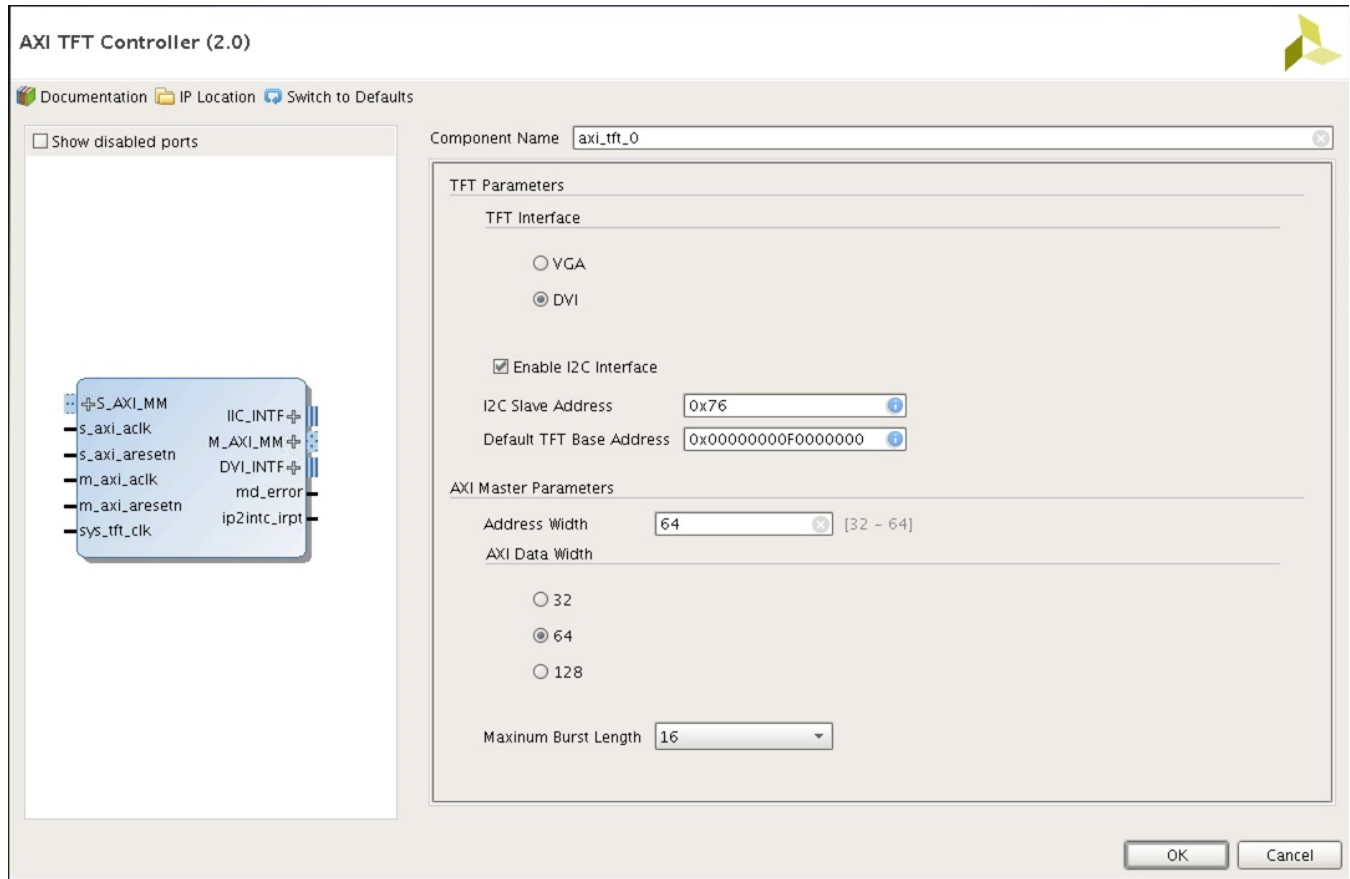 AXI TFT Controller (2.0)
Documentation IP Location Switch to Defaults
Show disabled ports
S_AXI_MM
s_axi_aclk
s_axi_aresetn
m_axi_aclk
m_axi_aresetn
sys_tft_clk
IIC_INTF
M_AXI_MM
DVI_INTF
md_error
ip2intc_irpt
Component Name axi_tft_0
TFT Parameters
TFT Interface
VGA
DVI
Enable I2C Interface
I2C Slave Address 0x76
Default TFT Base Address 0x00000000F0000000
AXI Master Parameters
Address Width 64 [32 - 64]
AXI Data Width
32
64
128
Maxinum Burst Length 16
OK Cancel